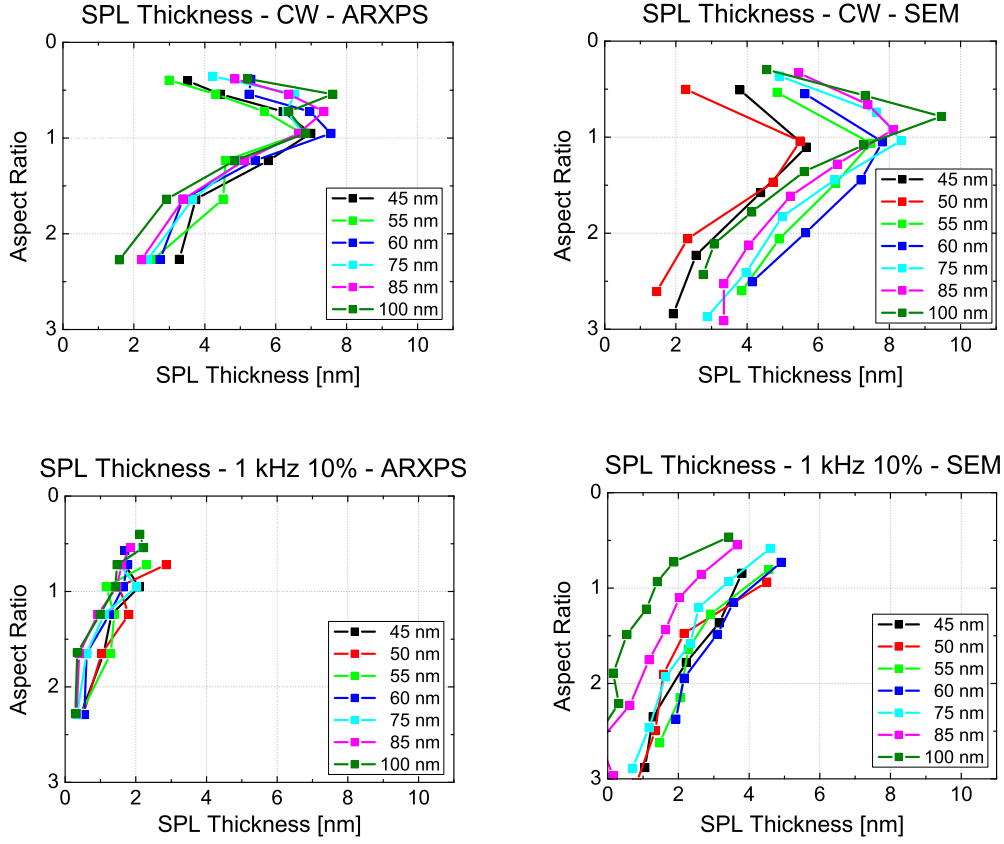 SPL Thickness - CW - ARXPS
0
1
2
3
Aspect Ratio
0 2 4 6 8 10
SPL Thickness [nm]
45 nm
55 nm
60 nm
75 nm
85 nm
100 nm
SPL Thickness - CW - SEM
0
1
2
3
Aspect Ratio
0 2 4 6 8 10
SPL Thickness [nm]
45 nm
50 nm
55 nm
60 nm
75 nm
85 nm
100 nm
SPL Thickness - 1 kHz 10% - ARXPS
0
1
2
3
Aspect Ratio
0 2 4 6 8 10
SPL Thickness [nm]
45 nm
50 nm
55 nm
60 nm
75 nm
85 nm
100 nm
SPL Thickness - 1 kHz 10% - SEM
0
1
2
3
Aspect Ratio
0 2 4 6 8 10
SPL Thickness [nm]
45 nm
50 nm
55 nm
60 nm
75 nm
85 nm
100 nm